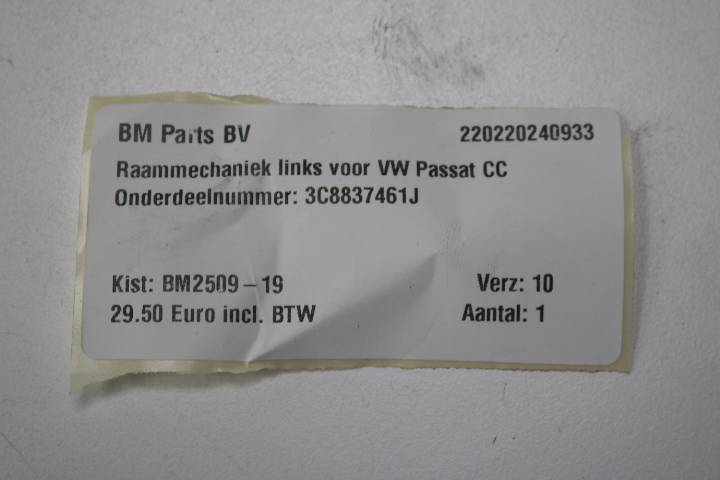 BM Parts BV 220220240933
Raammechaniek links voor VW Passat CC
Onderdeelnummer: 3C8837461J
Kist: BM2509-19 Verz: 10
29.50 Euro incl. BTW Aantal: 1